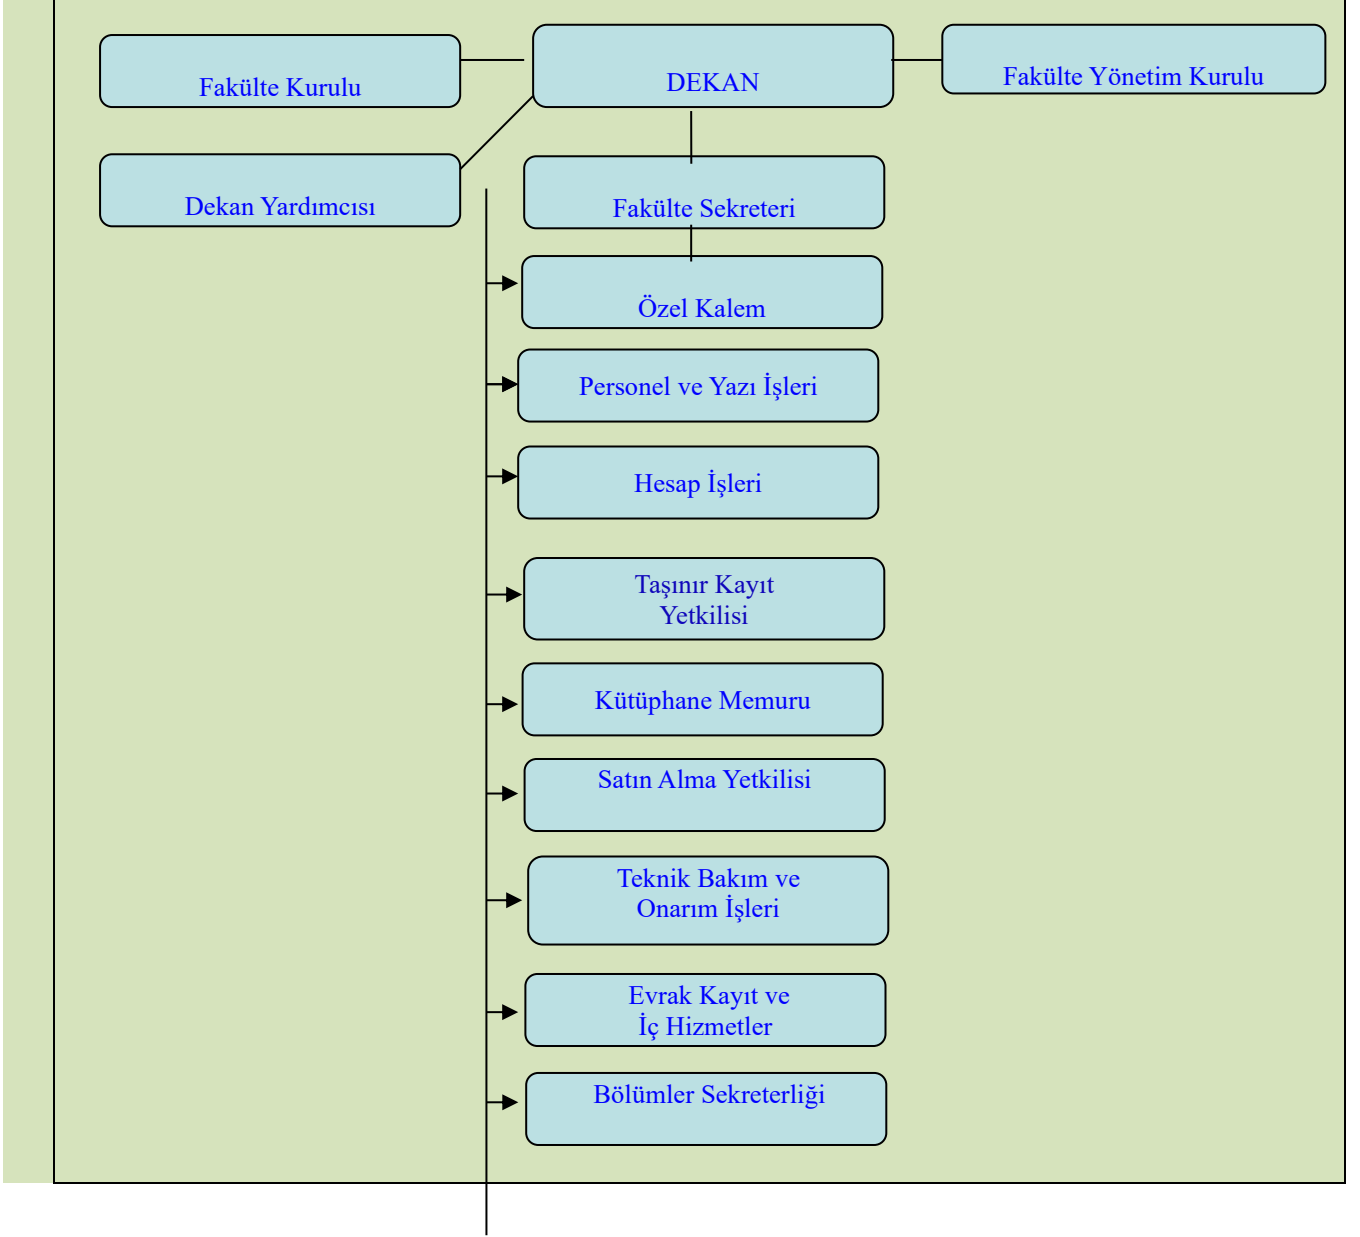 Fakülte Kurulu
DEKAN
Fakülte Yönetim Kurulu
Dekan Yardımcısı
Fakülte Sekreteri
Özel Kalem
Personel ve Yazı İşleri
Hesap İşleri
Taşınır Kayıt
Yetkilisi
Kütüphane Memuru
Satın Alma Yetkilisi
Teknik Bakım ve
Onarım İşleri
Evrak Kayıt ve
İç Hizmetler
Bölümler Sekreterliği